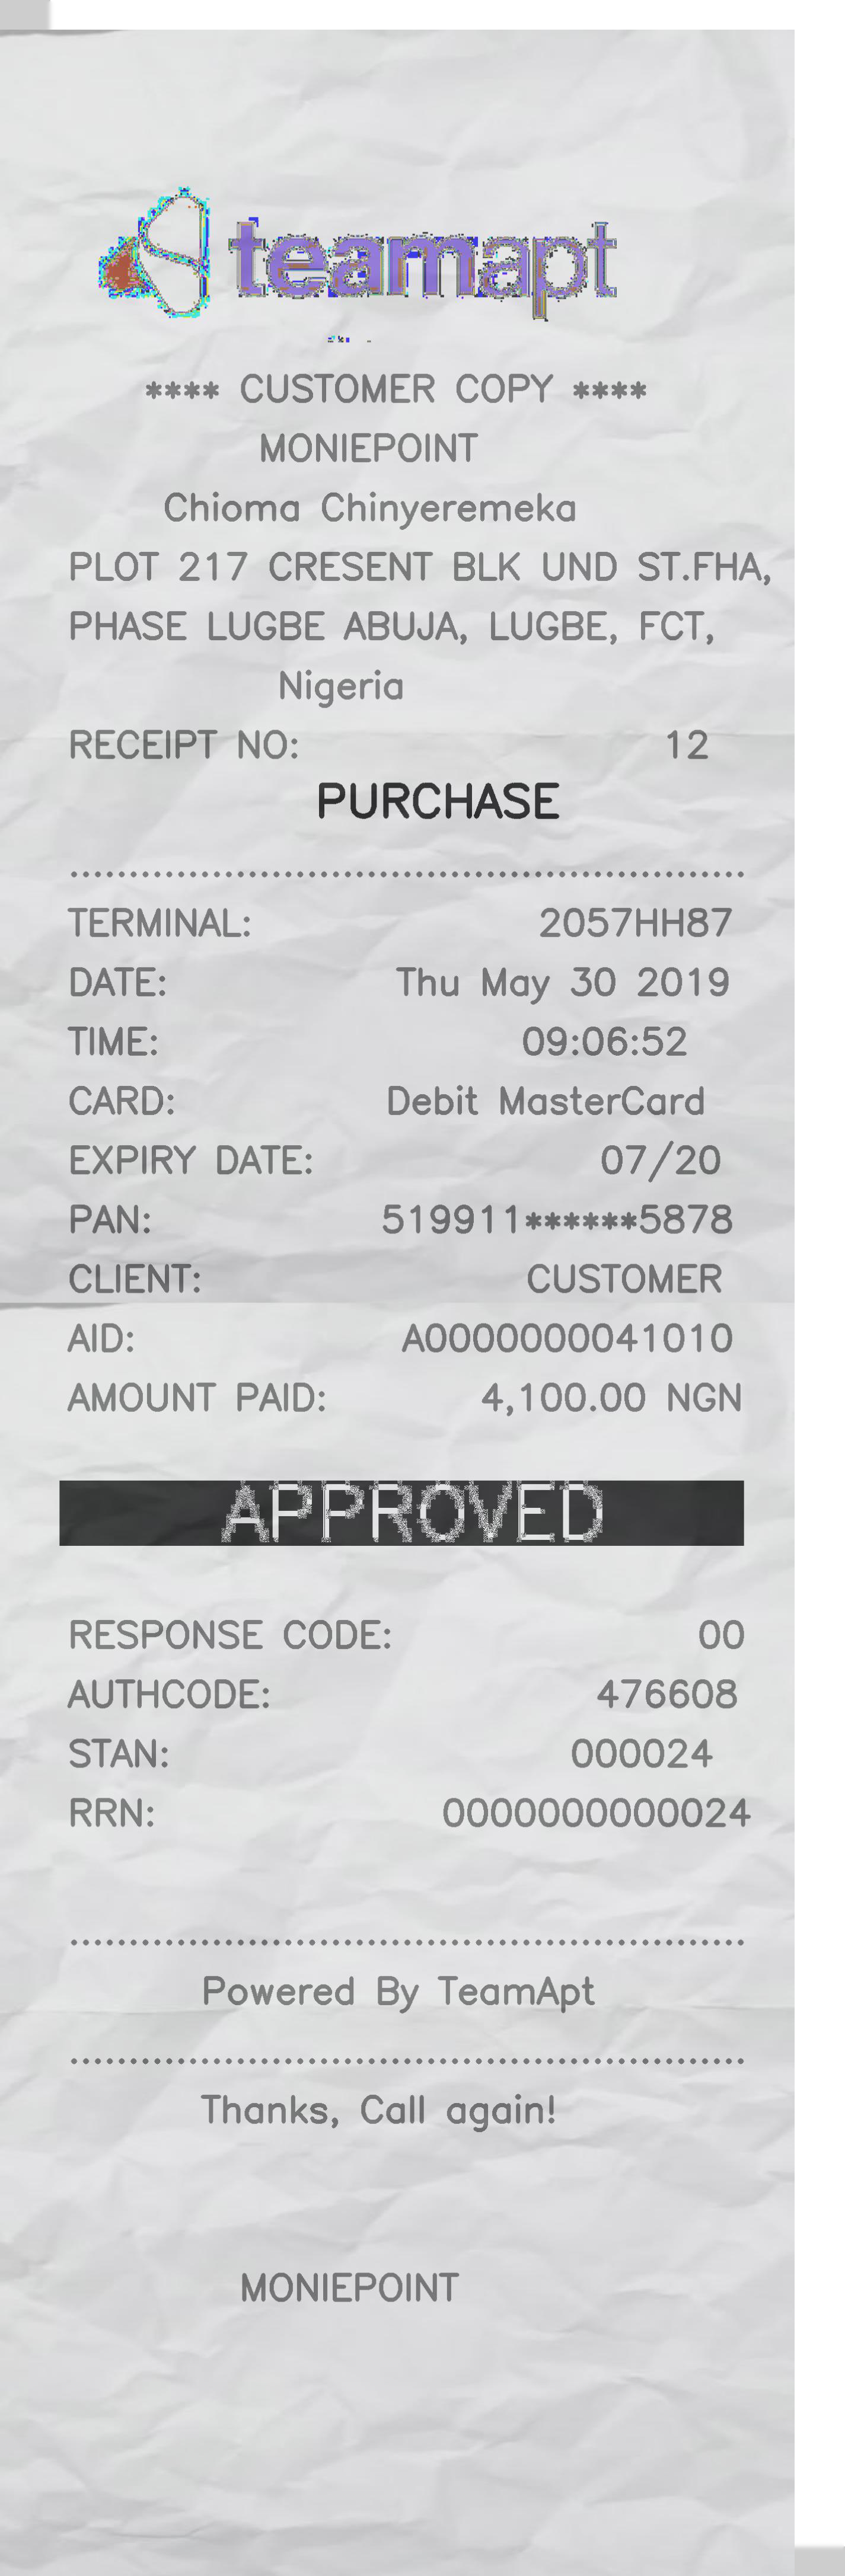 teamapt
**** CUSTOMER COPY ****
MONIEPOINT
Chioma Chinyeremeka
PLOT 217 CRESENT BLK UND ST.FHA,
PHASE LUGBE ABUJA, LUGBE, FCT,
Nigeria
RECEIPT NO: 12
PURCHASE
TERMINAL: 2057HH87
DATE: Thu May 30 2019
TIME: 09:06:52
CARD: Debit MasterCard
EXPIRY DATE: 07/20
PAN: 519911******5878
CLIENT: CUSTOMER
AID: A0000000041010
AMOUNT PAID: 4,100.00 NGN
APPROVED
RESPONSE CODE: 00
AUTHCODE: 476608
STAN: 000024
RRN: 0000000000024
Powered By TeamApt
Thanks, Call again!
MONIEPOINT